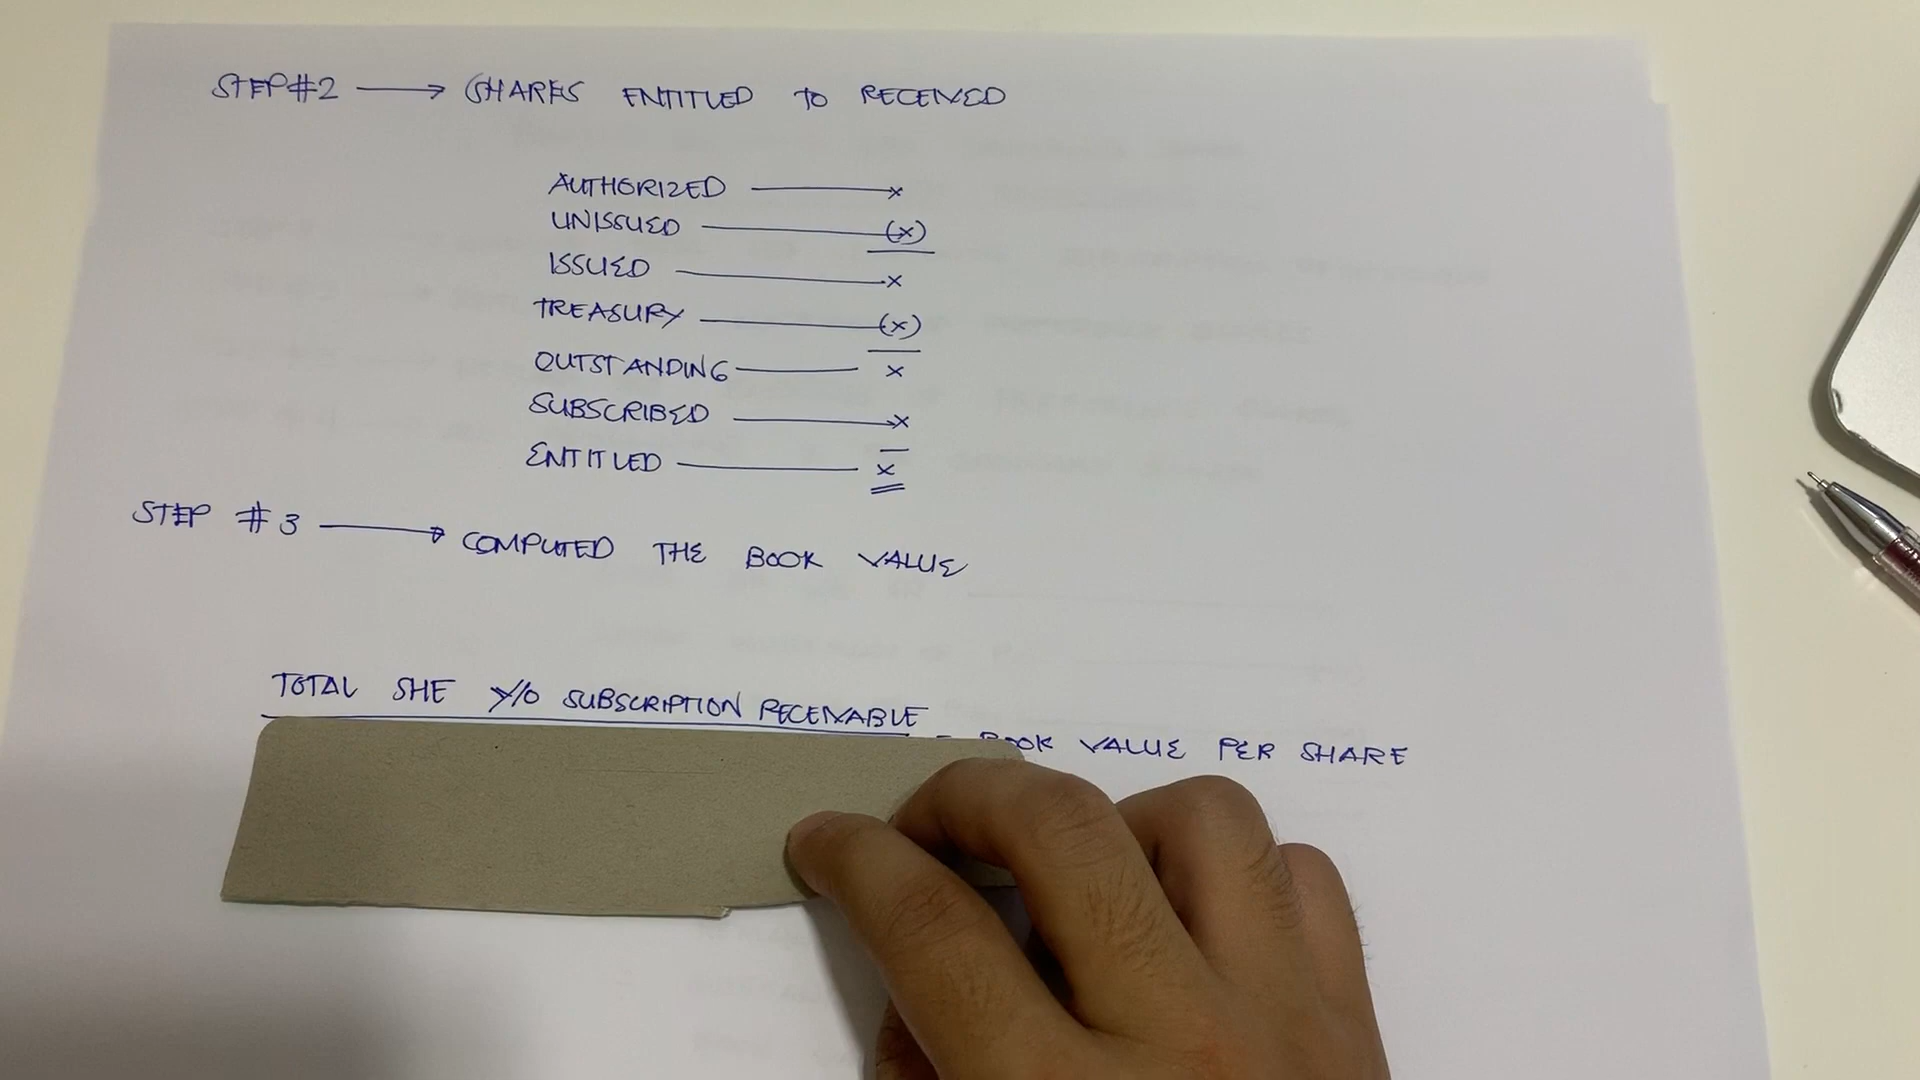 STEP #2 → SHARES ENTITLED TO RECEIVED
AUTHORIZED x
UNISSUED (x)
ISSUED x
TREASURY (x)
OUTSTANDING x
SUBSCRIBED x
ENTITLED x
STEP #3 → COMPUTED THE BOOK VALUE
TOTAL SHE Y/O SUBSCRIPTION RECEIVABLE
= BOOK VALUE PER SHARE